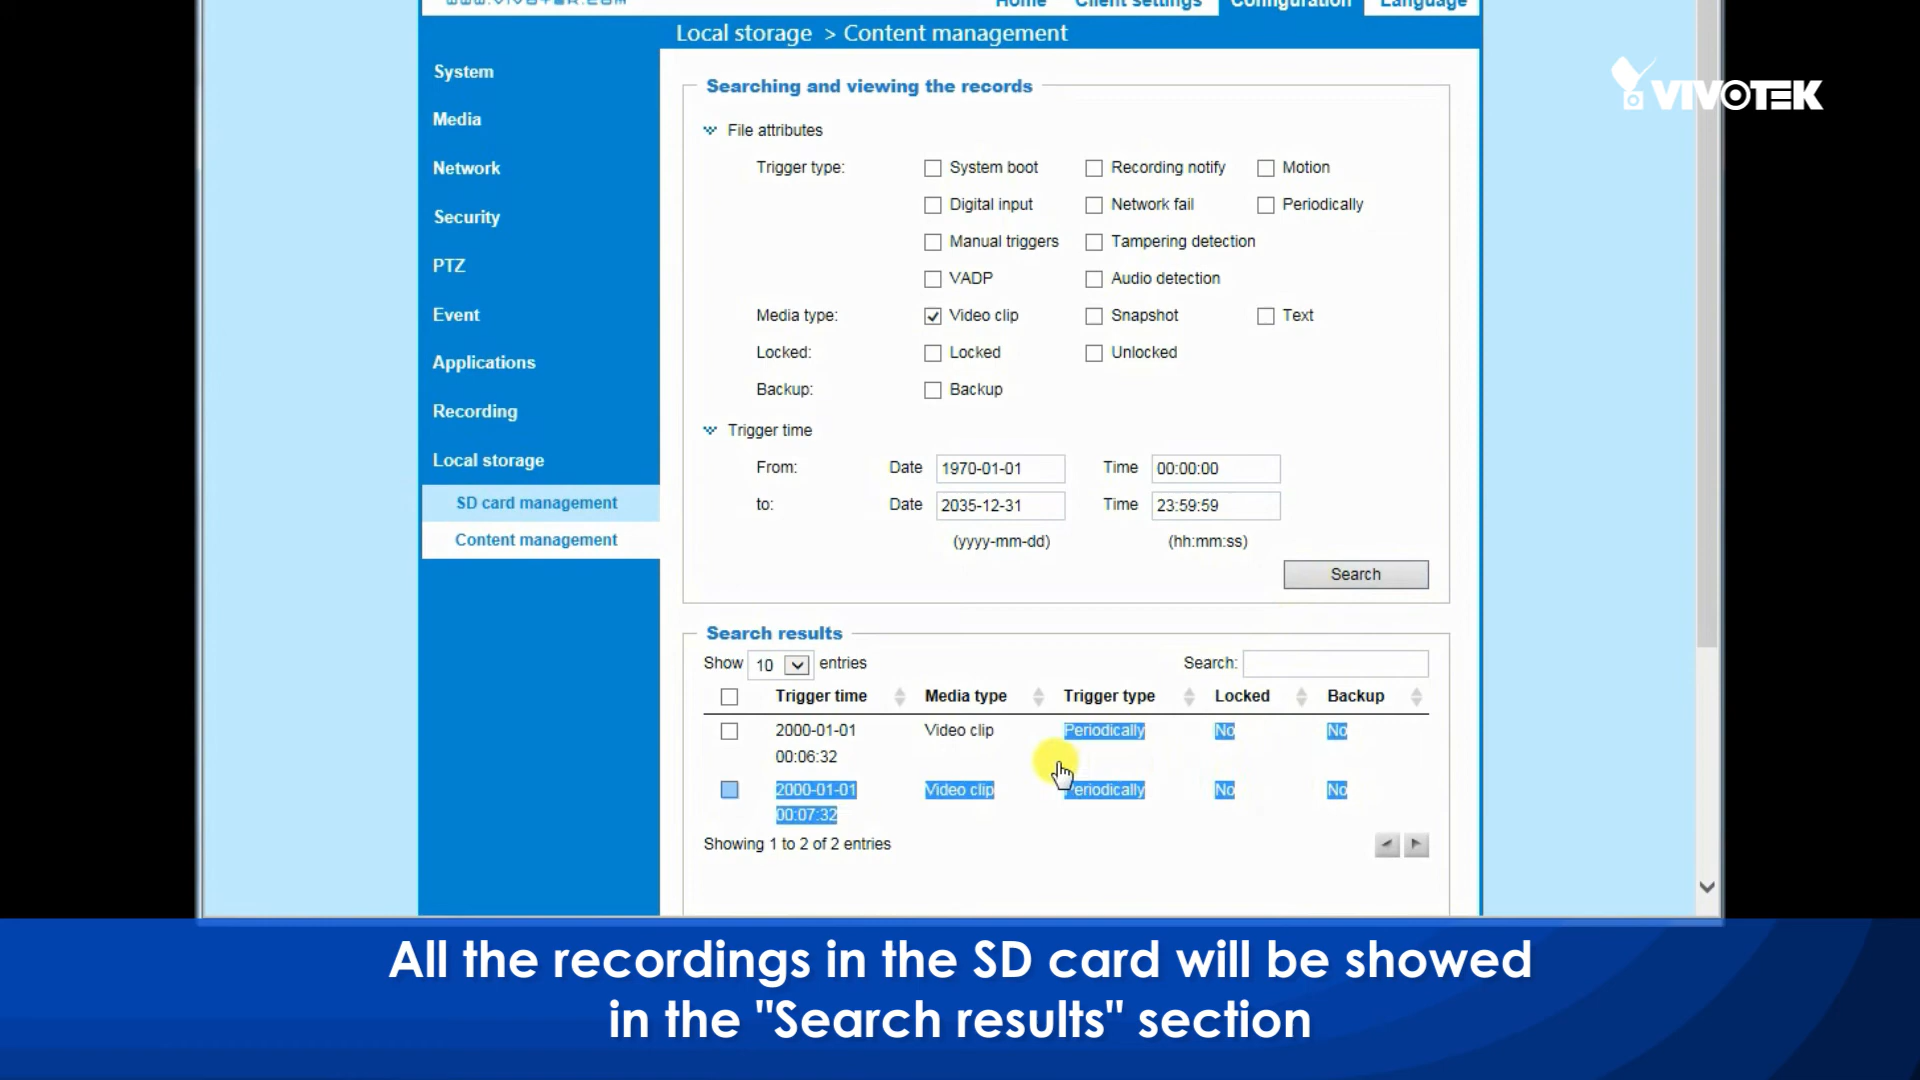 www.vivotek.com
Home Client settings Configuration Language
Local storage > Content management
VIVOTEK
System
Media
Network
Security
PTZ
Event
Applications
Recording
Local storage
SD card management
Content management
Searching and viewing the records
File attributes
Trigger type: System boot Recording notify Motion
Digital input Network fail Periodically
Manual triggers Tampering detection
VADP Audio detection
Media type: Video clip Snapshot Text
Locked: Locked Unlocked
Backup: Backup
Trigger time
From: Date 1970-01-01 Time 00:00:00
to: Date 2035-12-31 Time 23:59:59
(yyyy-mm-dd) (hh:mm:ss)
Search
Search results
Show 10 entries Search:
Trigger time Media type Trigger type Locked Backup
2000-01-01 Video clip Periodically No No
00:06:32
2000-01-01 Video clip Periodically No No
00:07:32
Showing 1 to 2 of 2 entries
All the recordings in the SD card will be showed
in the "Search results" section